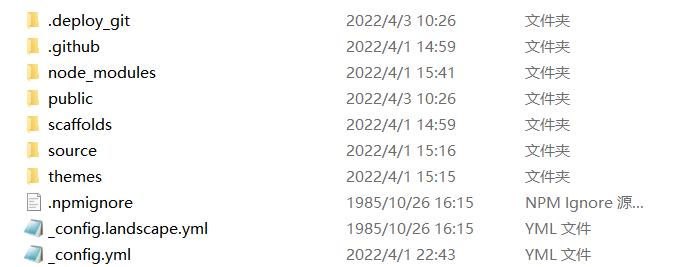 .deploy_git 2022/4/3 10:26 文件夹
.github 2022/4/1 14:59 文件夹
node_modules 2022/4/1 15:41 文件夹
public 2022/4/3 10:26 文件夹
scaffolds 2022/4/1 14:59 文件夹
source 2022/4/1 15:16 文件夹
themes 2022/4/1 15:15 文件夹
.npmignore 1985/10/26 16:15 NPM Ignore 源...
_config.landscape.yml 1985/10/26 16:15 YML 文件
_config.yml 2022/4/1 22:43 YML 文件